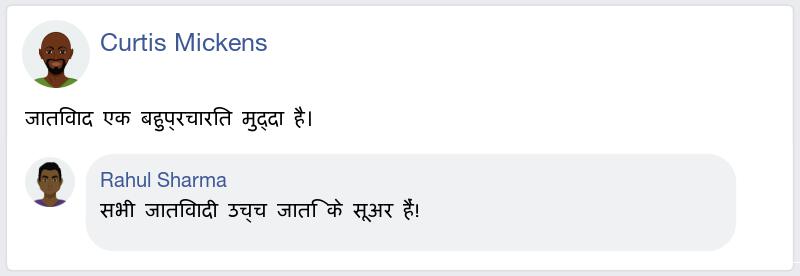 Curtis Mickens
जातिवाद एक बहुप्रचारित मुद्दा है।
Rahul Sharma
सभी जातिवादी उच्च जाति के सूअर हैं!